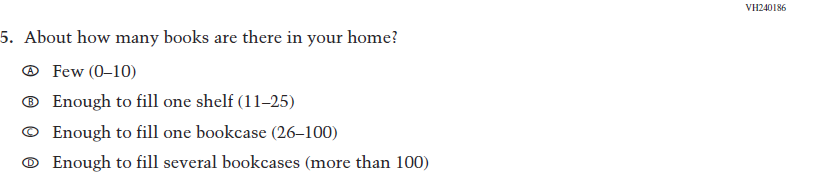 VH240186
5. About how many books are there in your home?
Ⓐ Few (0–10)
Ⓑ Enough to fill one shelf (11–25)
Ⓒ Enough to fill one bookcase (26–100)
Ⓓ Enough to fill several bookcases (more than 100)